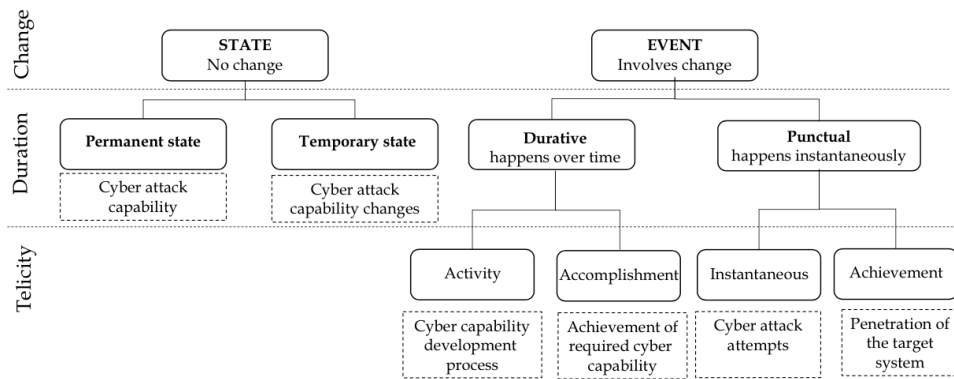 Change
STATE
No change
EVENT
Involves change
Duration
Permanent state
Temporary state
Durative
happens over time
Punctual
happens instantaneously
Cyber attack
capability
Cyber attack
capability changes
Telicity
Activity
Accomplishment
Instantaneous
Achievement
Cyber capability
development
process
Achievement of
required cyber
capability
Cyber attack
attempts
Penetration of
the target
system